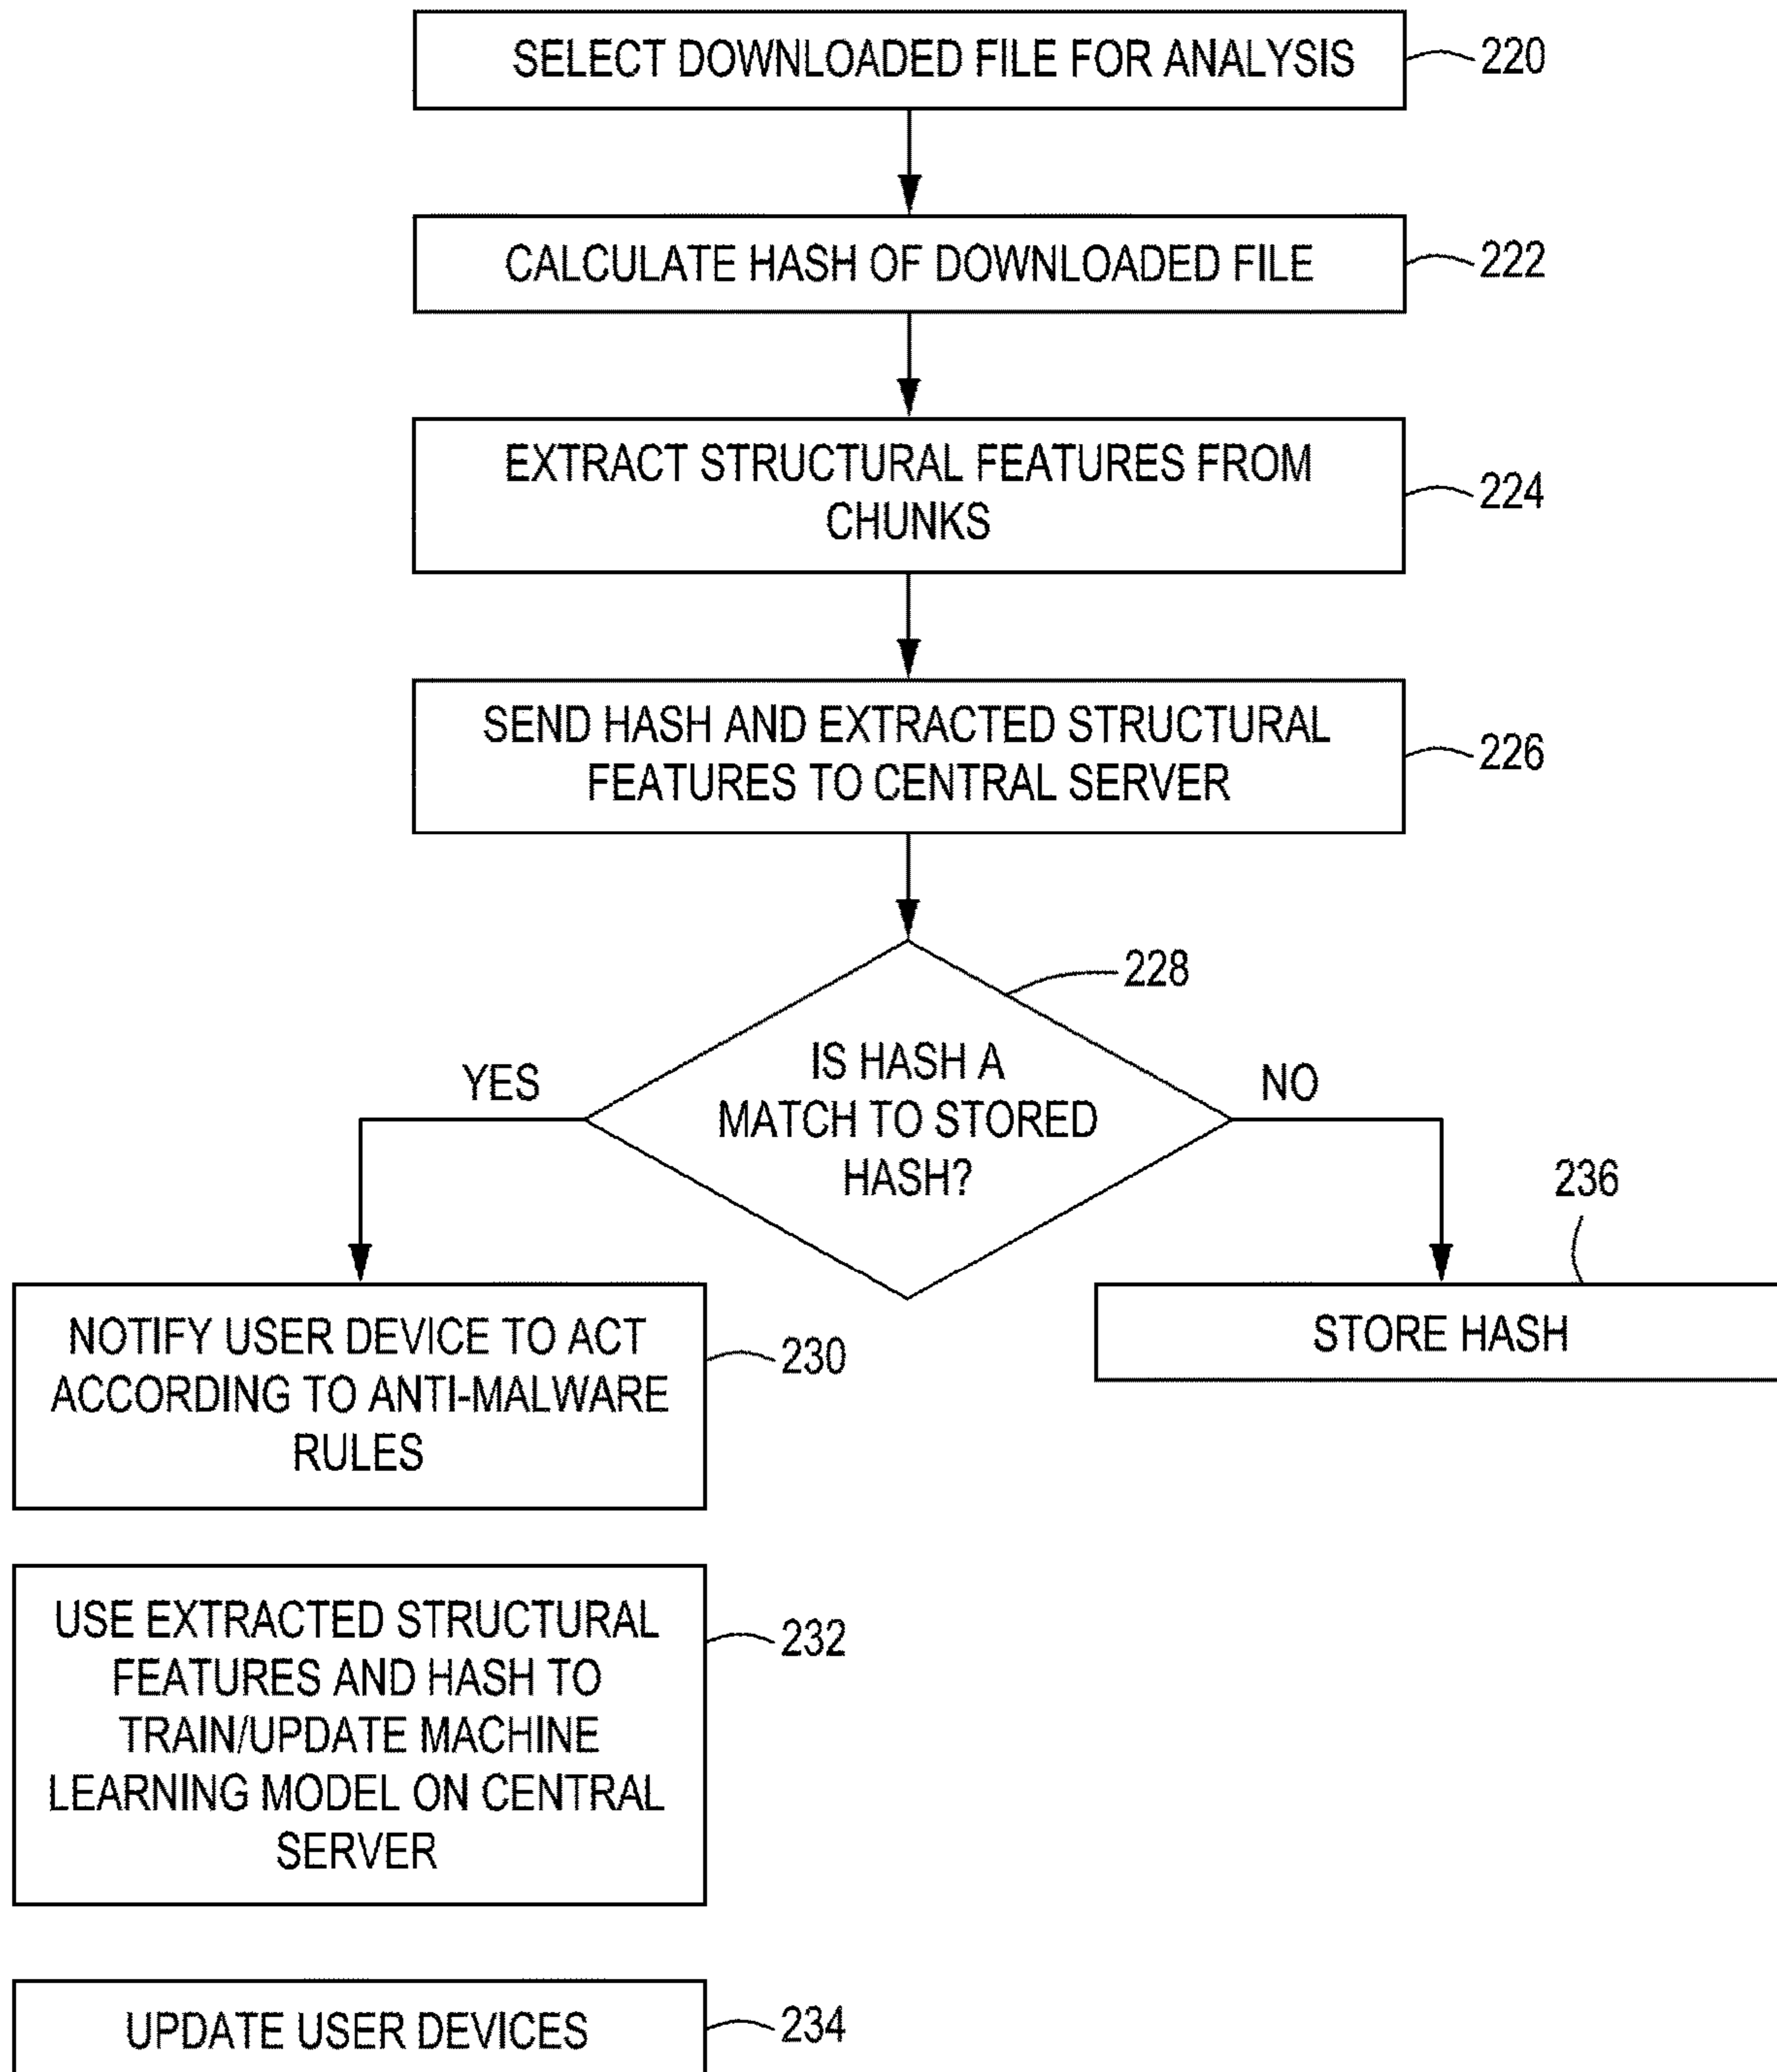 SELECT DOWNLOADED FILE FOR ANALYSIS
220
CALCULATE HASH OF DOWNLOADED FILE
222
EXTRACT STRUCTURAL FEATURES FROM
CHUNKS
224
SEND HASH AND EXTRACTED STRUCTURAL
FEATURES TO CENTRAL SERVER
226
228
IS HASH A
MATCH TO STORED
HASH?
YES
NO
NOTIFY USER DEVICE TO ACT
ACCORDING TO ANTI-MALWARE
RULES
230
236
STORE HASH
USE EXTRACTED STRUCTURAL
FEATURES AND HASH TO
TRAIN/UPDATE MACHINE
LEARNING MODEL ON CENTRAL
SERVER
232
UPDATE USER DEVICES
234